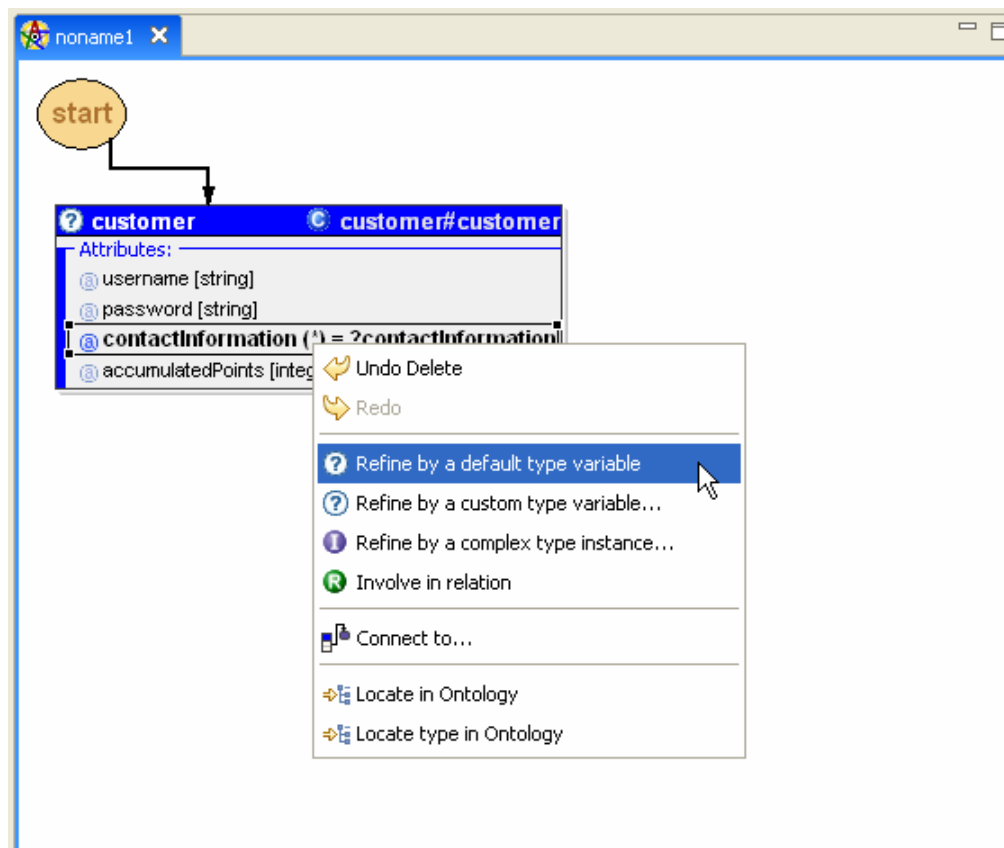 noname1
start
customer customer#customer
Attributes:
username [string]
password [string]
contactInformation (*) = ?contactInformation
accumulatedPoints [integ
Undo Delete
Redo
Refine by a default type variable
Refine by a custom type variable...
Refine by a complex type instance...
Involve in relation
Connect to...
Locate in Ontology
Locate type in Ontology